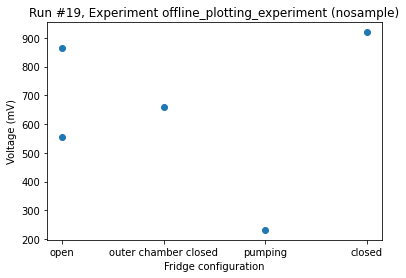 Run #19, Experiment offline_plotting_experiment (nosample)
900
800
700
600
500
400
300
200
Voltage (mV)
open outer chamber closed pumping closed
Fridge configuration